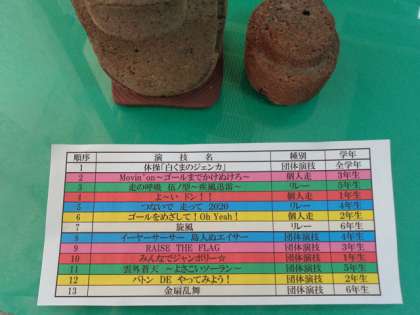 順序 演技名 種別 学年
1 体操「白くまのジェンカ」 団体演技 全学年
2 Movin'on～ゴールまでかけぬけろ～ 個人走 3年生
3 走の呼吸 伍ノ型～疾風迅雷～ リレー 5年生
4 よ～い ドン！！ 個人走 1年生
5 つないで 走って 2020 リレー 4年生
6 ゴールをめざして！Oh Yeah！ 個人走 2年生
7 旋風 リレー 6年生
8 イーヤーサーサー 島人ぬエイサー 団体演技 4年生
9 RAISE THE FLAG 団体演技 3年生
10 みんなでジャンボリー☆ 団体演技 1年生
11 雲外蒼天 ～よさこいソーラン～ 団体演技 5年生
12 バトン DE やってみよう！ 団体演技 2年生
13 金扇乱舞 団体演技 6年生